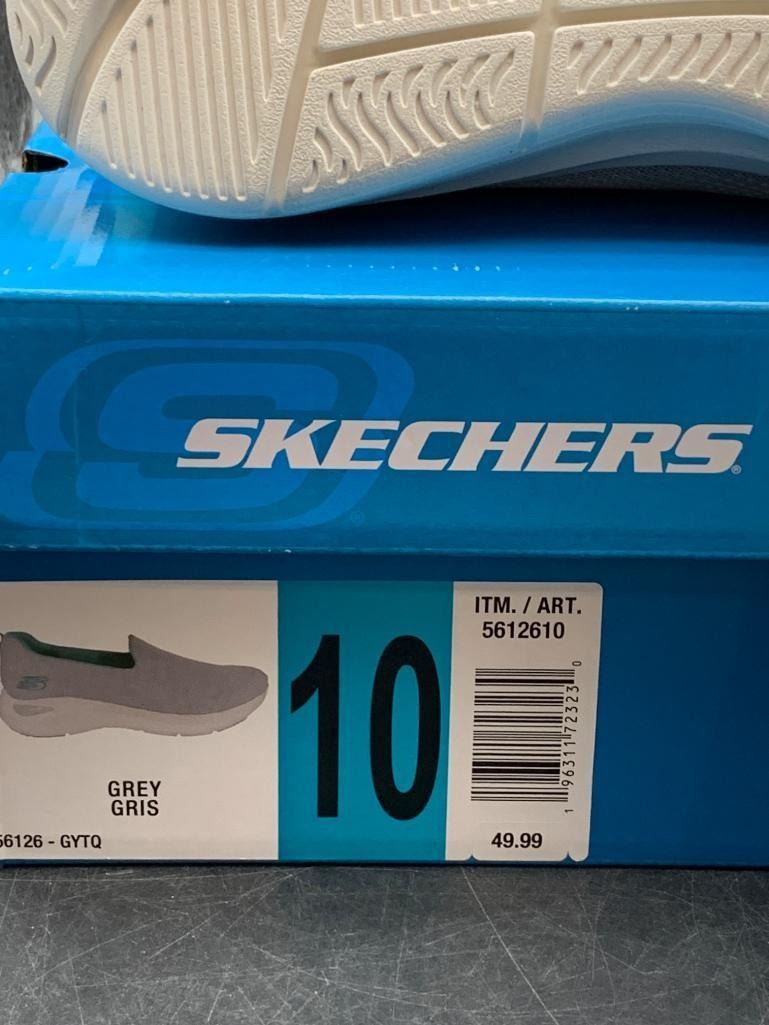 SKECHERS®
GREY
GRIS
56126 - GYTQ
10
ITM. / ART.
5612610
1 96311 72323 0
49.99